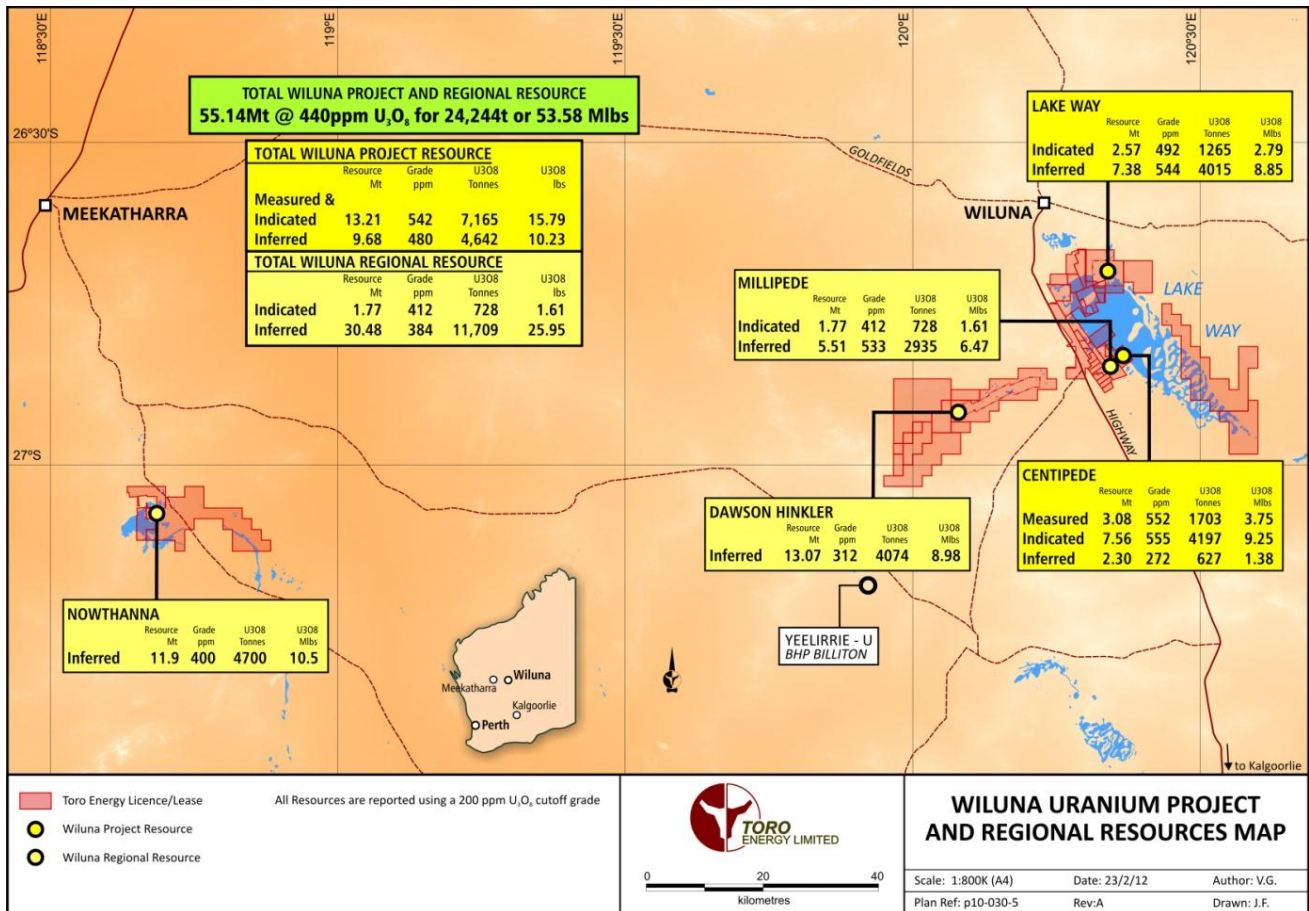 118°30'E
119°E
119°30'E
120°E
120°30'E
26°30'S
27°S
TOTAL WILUNA PROJECT AND REGIONAL RESOURCE
55.14Mt @ 440ppm U₃O₈ for 24,244t or 53.58 Mlbs
TOTAL WILUNA PROJECT RESOURCE
Resource Grade U3O8 U3O8
Mt ppm Tonnes lbs
Measured &
Indicated 13.21 542 7,165 15.79
Inferred 9.68 480 4,642 10.23
TOTAL WILUNA REGIONAL RESOURCE
Resource Grade U3O8 U3O8
Mt ppm Tonnes lbs
Indicated 1.77 412 728 1.61
Inferred 30.48 384 11,709 25.95
MEEKATHARRA
GOLDFIELDS
WILUNA
LAKE WAY
Resource Grade U3O8 U3O8
Mt ppm Tonnes Mlbs
Indicated 2.57 492 1265 2.79
Inferred 7.38 544 4015 8.85
MILLIPEDE
Resource Grade U3O8 U3O8
Mt ppm Tonnes Mlbs
Indicated 1.77 412 728 1.61
Inferred 5.51 533 2935 6.47
LAKE
WAY
HIGHWAY
CENTIPEDE
Resource Grade U3O8 U3O8
Mt ppm Tonnes Mlbs
Measured 3.08 552 1703 3.75
Indicated 7.56 555 4197 9.25
Inferred 2.30 272 627 1.38
DAWSON HINKLER
Resource Grade U3O8 U3O8
Mt ppm Tonnes Mlbs
Inferred 13.07 312 4074 8.98
NOWTHANNA
Resource Grade U3O8 U3O8
Mt ppm Tonnes Mlbs
Inferred 11.9 400 4700 10.5
YEELIRRIE - U
BHP BILLITON
Wiluna
Meekatharra
Kalgoorlie
Perth
to Kalgoorlie
Toro Energy Licence/Lease
All Resources are reported using a 200 ppm U₃O₈ cutoff grade
Wiluna Project Resource
Wiluna Regional Resource
TORO
ENERGY LIMITED
0 20 40
kilometres
WILUNA URANIUM PROJECT
AND REGIONAL RESOURCES MAP
Scale: 1:800K (A4) Date: 23/2/12 Author: V.G.
Plan Ref: p10-030-5 Rev:A Drawn: J.F.